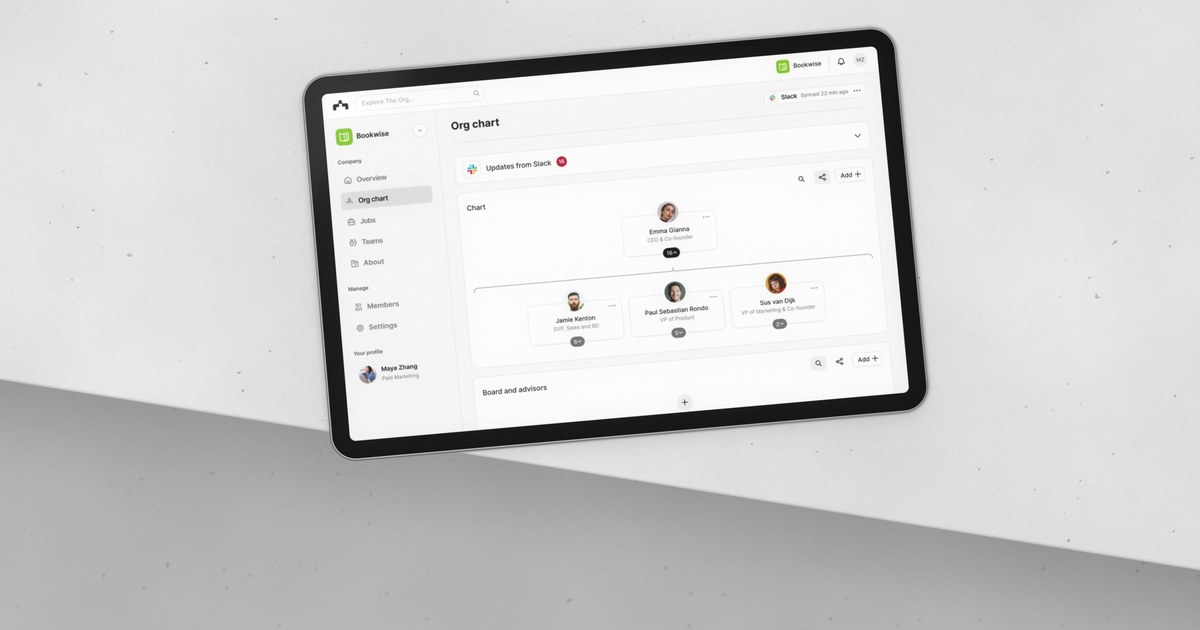 Explore The Org...
Bookwise
MZ
Bookwise
Org chart
Slack Synced 23 min ago
Company
Overview
Org chart
Jobs
Teams
About
Manage
Members
Settings
Your profile
Maya Zhang
Paid Marketing
Updates from Slack 16
Chart
Add +
Emma Gianna
CEO & Co-founder
16
Jamie Kenton
SVP, Sales and BD
6
Paul Sebastian Rondo
VP of Product
5
Sus van Dijk
VP of Marketing & Co-founder
2
Board and advisors
Add +